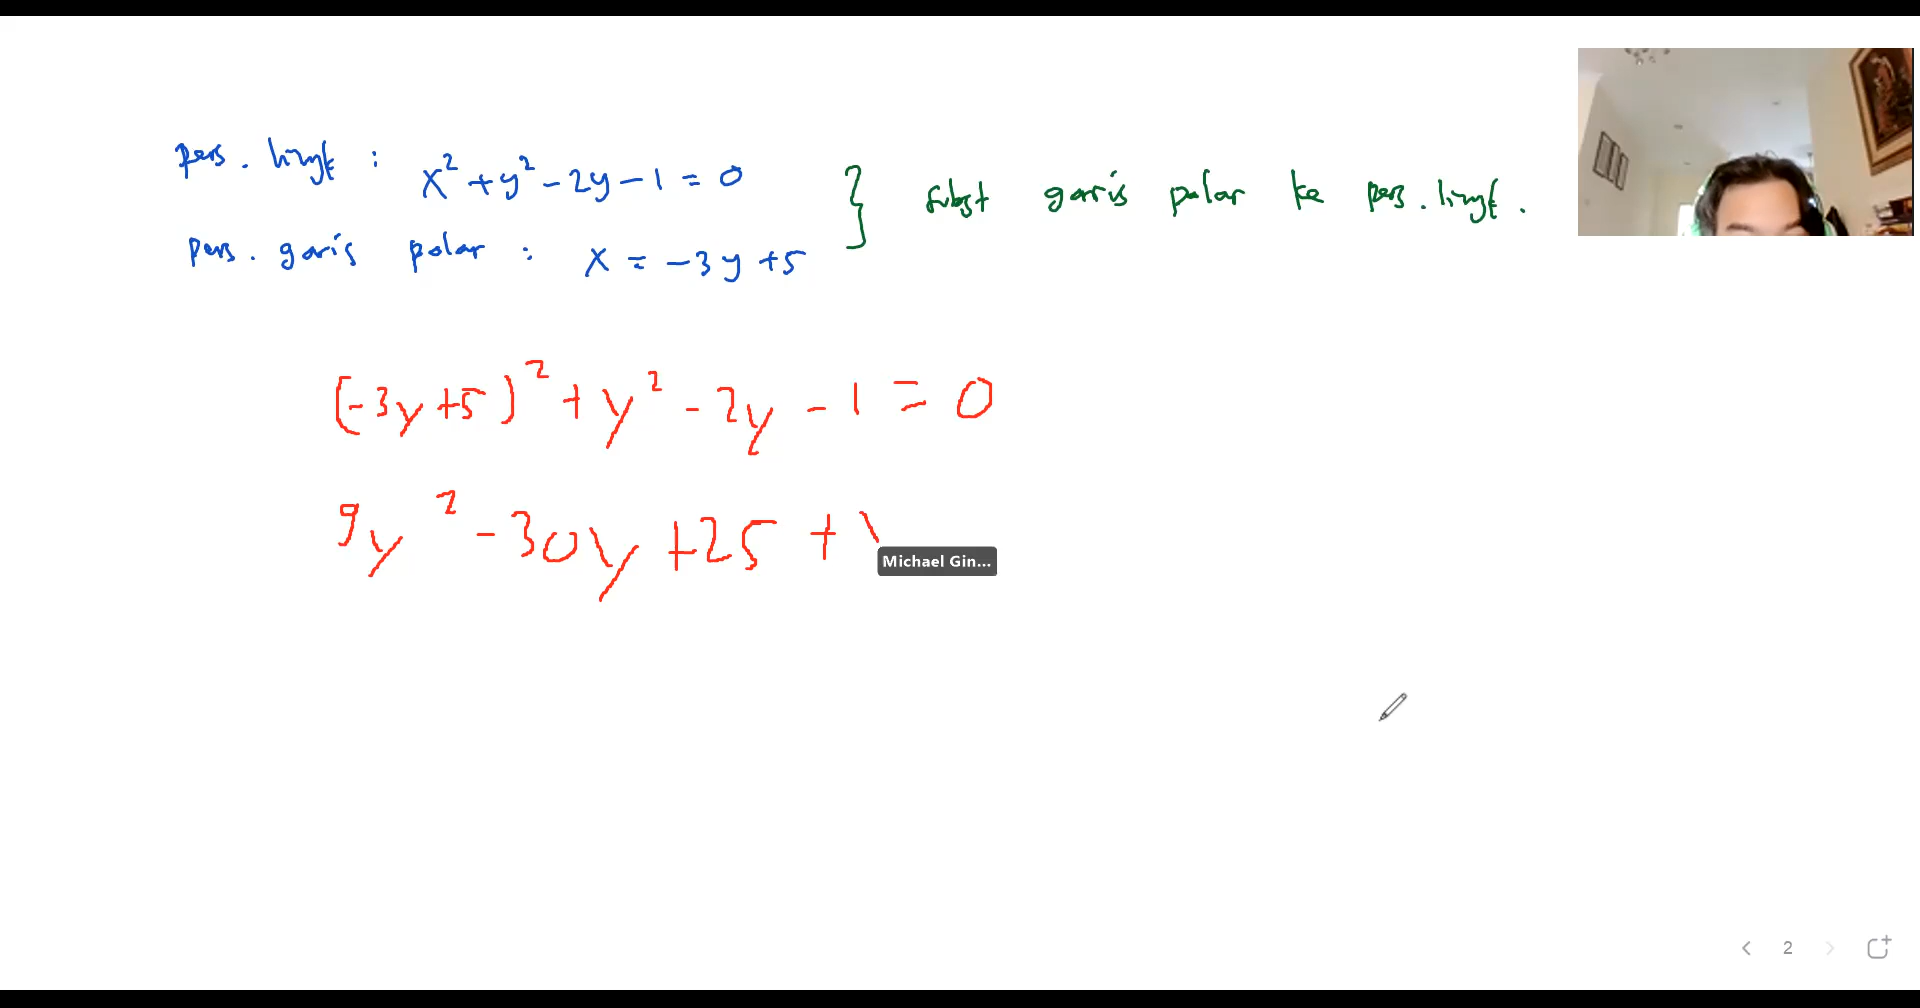 pers. lingk : x² + y² - 2y - 1 = 0
pers. garis polar : x = -3y + 5
} subst garis polar ke pers. lingk.
(-3y+5)² + y² - 2y - 1 = 0
9y² - 30y + 25 +
Michael Gin...
2